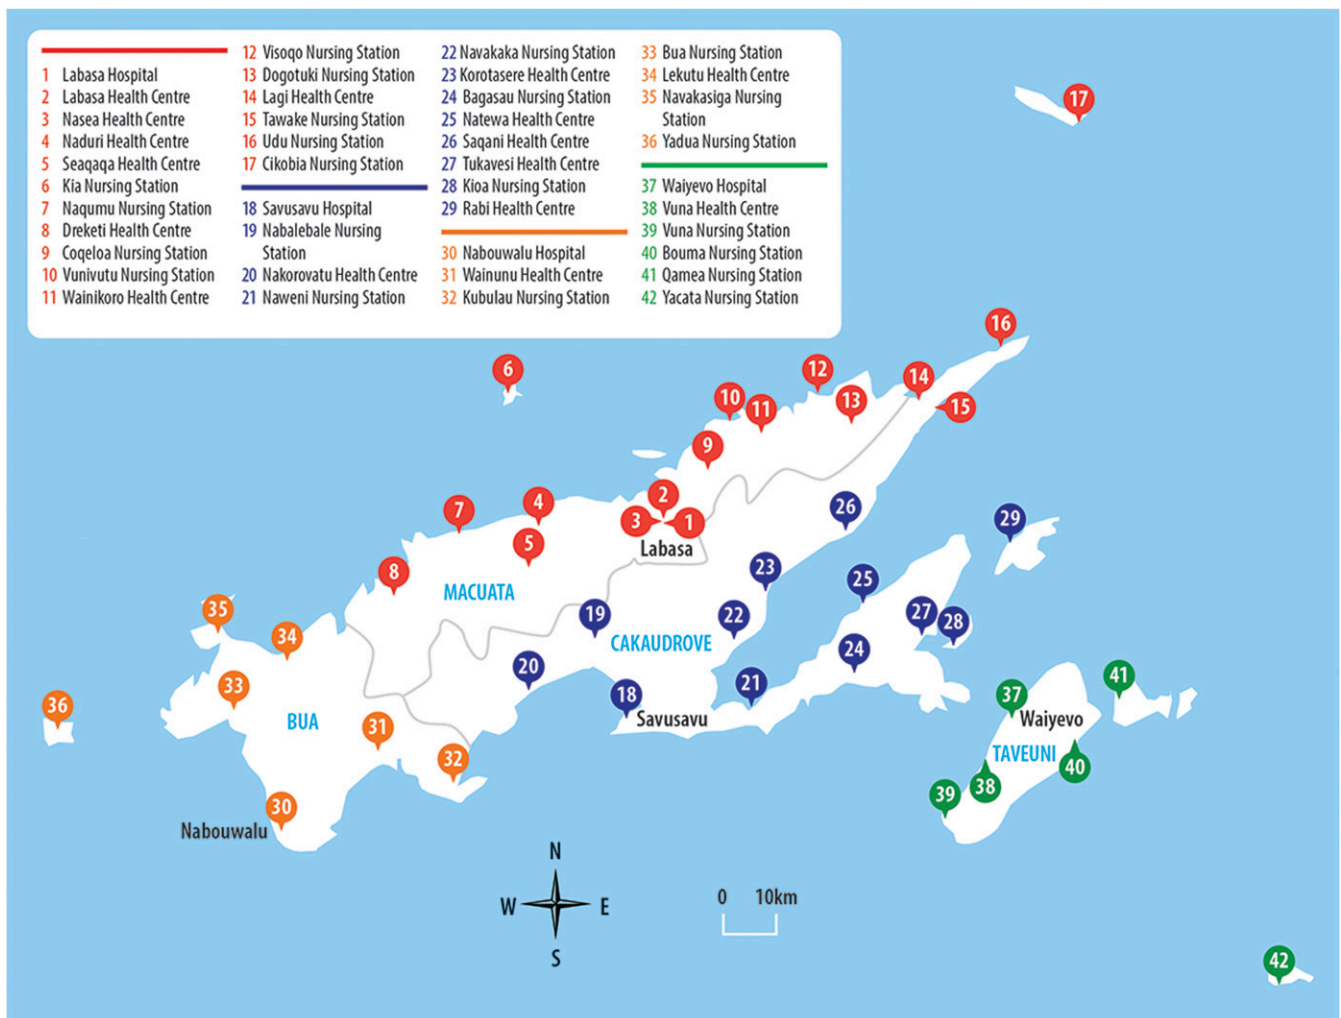 1 Labasa Hospital
2 Labasa Health Centre
3 Nasea Health Centre
4 Naduri Health Centre
5 Seaqaqa Health Centre
6 Kia Nursing Station
7 Naqumu Nursing Station
8 Dreketi Health Centre
9 Coqeloa Nursing Station
10 Vunivutu Nursing Station
11 Wainikoro Health Centre
12 Visoqo Nursing Station
13 Dogotuki Nursing Station
14 Lagi Health Centre
15 Tawake Nursing Station
16 Udu Nursing Station
17 Cikobia Nursing Station
18 Savusavu Hospital
19 Nabalebale Nursing
Station
20 Nakorovatu Health Centre
21 Naweni Nursing Station
22 Navakaka Nursing Station
23 Korotasere Health Centre
24 Bagasau Nursing Station
25 Natewa Health Centre
26 Saqani Health Centre
27 Tukavesi Health Centre
28 Kioa Nursing Station
29 Rabi Health Centre
30 Nabouwalu Hospital
31 Wainunu Health Centre
32 Kubulau Nursing Station
33 Bua Nursing Station
34 Lekutu Health Centre
35 Navakasiga Nursing
Station
36 Yadua Nursing Station
37 Waiyevo Hospital
38 Vuna Health Centre
39 Vuna Nursing Station
40 Bouma Nursing Station
41 Qamea Nursing Station
42 Yacata Nursing Station
17
16
6
12
14
10
11
13
15
9
2
7
4
26
3
1
29
5
Labasa
23
8
25
MACUATA
35
19
22
27
28
34
CAKAUDROVE
24
20
41
33
21
18
37
36
Savusavu
Waiyevo
BUA
31
TAVEUNI
32
40
38
39
30
Nabouwalu
N
W
E
S
0 10km
42